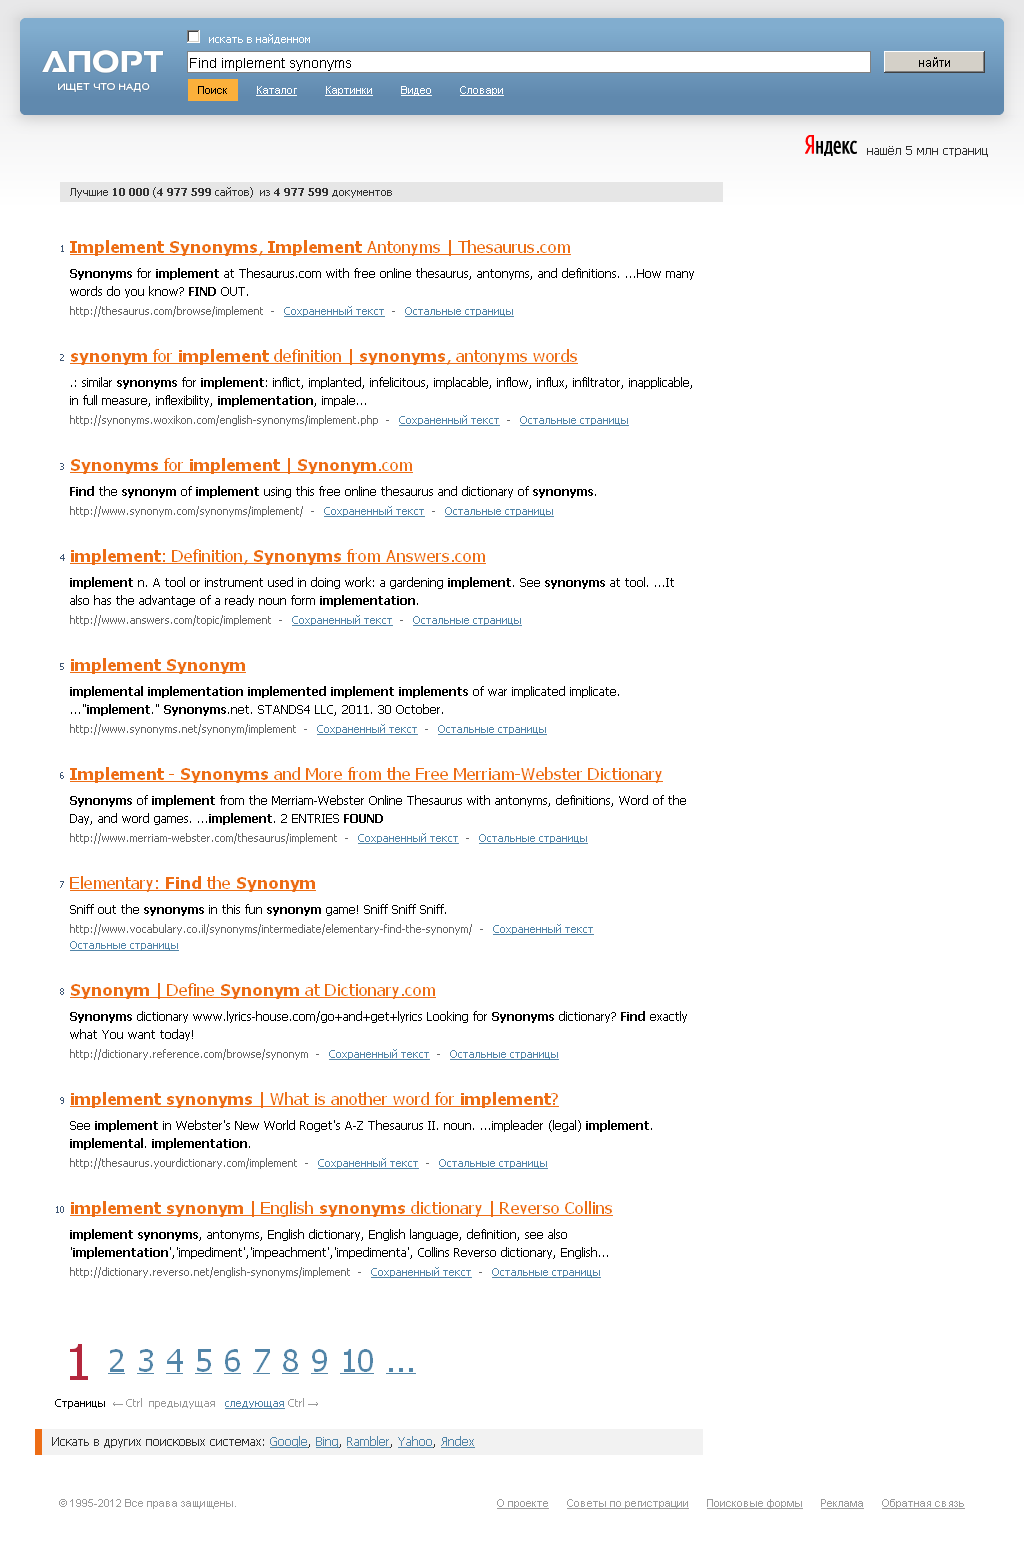 искать в найденном
АПОРТ
ИЩЕТ ЧТО НАДО
Find implement synonyms
найти
Поиск Каталог Картинки Видео Словари
Яндекс нашёл 5 млн страниц
Лучшие 10 000 (4 977 599 сайтов) из 4 977 599 документов
1 Implement Synonyms, Implement Antonyms | Thesaurus.com
Synonyms for implement at Thesaurus.com with free online thesaurus, antonyms, and definitions. ...How many
words do you know? FIND OUT.
http://thesaurus.com/browse/implement - Сохраненный текст - Остальные страницы
2 synonym for implement definition | synonyms, antonyms words
.: similar synonyms for implement: inflict, implanted, infelicitous, implacable, inflow, influx, infiltrator, inapplicable,
in full measure, inflexibility, implementation, impale...
http://synonyms.woxikon.com/english-synonyms/implement.php - Сохраненный текст - Остальные страницы
3 Synonyms for implement | Synonym.com
Find the synonym of implement using this free online thesaurus and dictionary of synonyms.
http://www.synonym.com/synonyms/implement/ - Сохраненный текст - Остальные страницы
4 implement: Definition, Synonyms from Answers.com
implement n. A tool or instrument used in doing work: a gardening implement. See synonyms at tool. ...It
also has the advantage of a ready noun form implementation.
http://www.answers.com/topic/implement - Сохраненный текст - Остальные страницы
5 implement Synonym
implemental implementation implemented implement implements of war implicated implicate.
..."implement." Synonyms.net. STANDS4 LLC, 2011. 30 October.
http://www.synonyms.net/synonym/implement - Сохраненный текст - Остальные страницы
6 Implement - Synonyms and More from the Free Merriam-Webster Dictionary
Synonyms of implement from the Merriam-Webster Online Thesaurus with antonyms, definitions, Word of the
Day, and word games. ...implement. 2 ENTRIES FOUND
http://www.merriam-webster.com/thesaurus/implement - Сохраненный текст - Остальные страницы
7 Elementary: Find the Synonym
Sniff out the synonyms in this fun synonym game! Sniff Sniff Sniff.
http://www.vocabulary.co.il/synonyms/intermediate/elementary-find-the-synonym/ - Сохраненный текст
Остальные страницы
8 Synonym | Define Synonym at Dictionary.com
Synonyms dictionary www.lyrics-house.com/go+and+get+lyrics Looking for Synonyms dictionary? Find exactly
what You want today!
http://dictionary.reference.com/browse/synonym - Сохраненный текст - Остальные страницы
9 implement synonyms | What is another word for implement?
See implement in Webster's New World Roget's A-Z Thesaurus II. noun. ...impleader (legal) implement.
implemental. implementation.
http://thesaurus.yourdictionary.com/implement - Сохраненный текст - Остальные страницы
10 implement synonym | English synonyms dictionary | Reverso Collins
implement synonyms, antonyms, English dictionary, English language, definition, see also
'implementation','impediment','impeachment','impedimenta', Collins Reverso dictionary, English...
http://dictionary.reverso.net/english-synonyms/implement - Сохраненный текст - Остальные страницы
1 2 3 4 5 6 7 8 9 10 ...
Страницы ← Ctrl предыдущая следующая Ctrl →
Искать в других поисковых системах: Google, Bing, Rambler, Yahoo, Яndex
© 1995-2012 Все права защищены. О проекте Советы по регистрации Поисковые формы Реклама Обратная связь